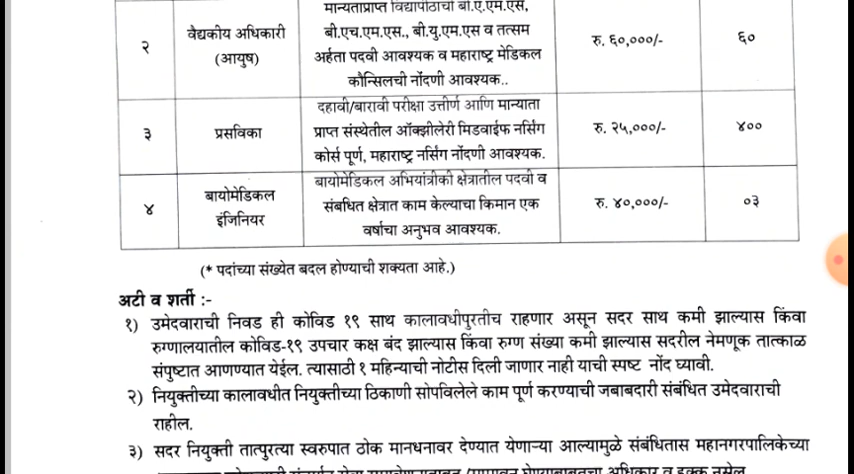 मान्यताप्राप्त विद्यापीठाची बी.ए.एम.एस,
२ वैद्यकीय अधिकारी (आयुष) बी.एच.एम.एस., बी.यु.एम.एस व तत्सम रु. ६०,०००/- ६०
अर्हता पदवी आवश्यक व महाराष्ट्र मेडिकल
कौन्सिलची नोंदणी आवश्यक..
दहावी/बारावी परीक्षा उत्तीर्ण आणि मान्यता
३ प्रसविका प्राप्त संस्थेतील ऑक्झीलेरी मिडवाईफ नर्सिंग रु. २५,०००/- ४००
कोर्स पूर्ण, महाराष्ट्र नर्सिंग नोंदणी आवश्यक.
बायोमेडिकल अभियांत्रीकी क्षेत्रातील पदवी व
४ बायोमेडिकल इंजिनियर संबंधित क्षेत्रात काम केल्याचा किमान एक रु. ४०,०००/- ०३
वर्षाचा अनुभव आवश्यक.
(* पदांच्या संख्येत बदल होण्याची शक्यता आहे.)
अटी व शर्ती :-
१) उमेदवाराची निवड ही कोविड १९ साथ कालावधीपुरतीच राहणार असून सदर साथ कमी झाल्यास किंवा
रुग्णालयातील कोविड-१९ उपचार कक्ष बंद झाल्यास किंवा रुग्ण संख्या कमी झाल्यास सदरील नेमणूक तात्काळ
संपुष्टात आणण्यात येईल. त्यासाठी १ महिन्याची नोटीस दिली जाणार नाही याची स्पष्ट नोंद घ्यावी.
२) नियुक्तीच्या कालावधीत नियुक्तीच्या ठिकाणी सोपविलेले काम पूर्ण करण्याची जबाबदारी संबंधित उमेदवाराची
राहील.
३) सदर नियुक्ती तात्पुरत्या स्वरुपात ठोक मानधनावर देण्यात येणाऱ्या आल्यामुळे संबंधितास महानगरपालिकेच्या